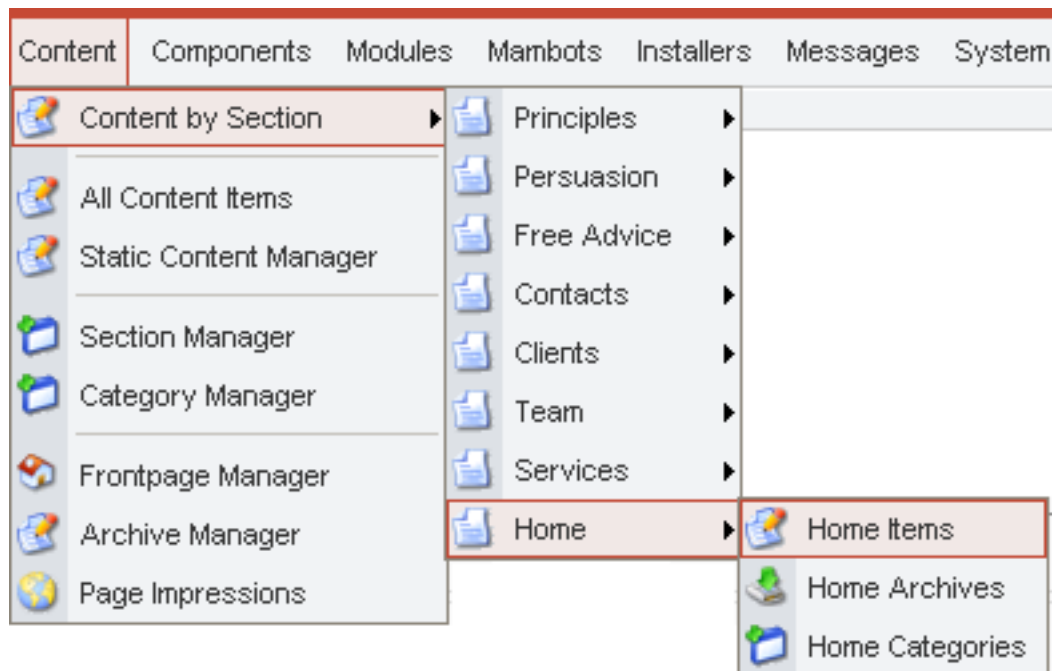 Content Components Modules Mambots Installers Messages System
Content by Section
All Content Items
Static Content Manager
Section Manager
Category Manager
Frontpage Manager
Archive Manager
Page Impressions
Principles
Persuasion
Free Advice
Contacts
Clients
Team
Services
Home
Home Items
Home Archives
Home Categories